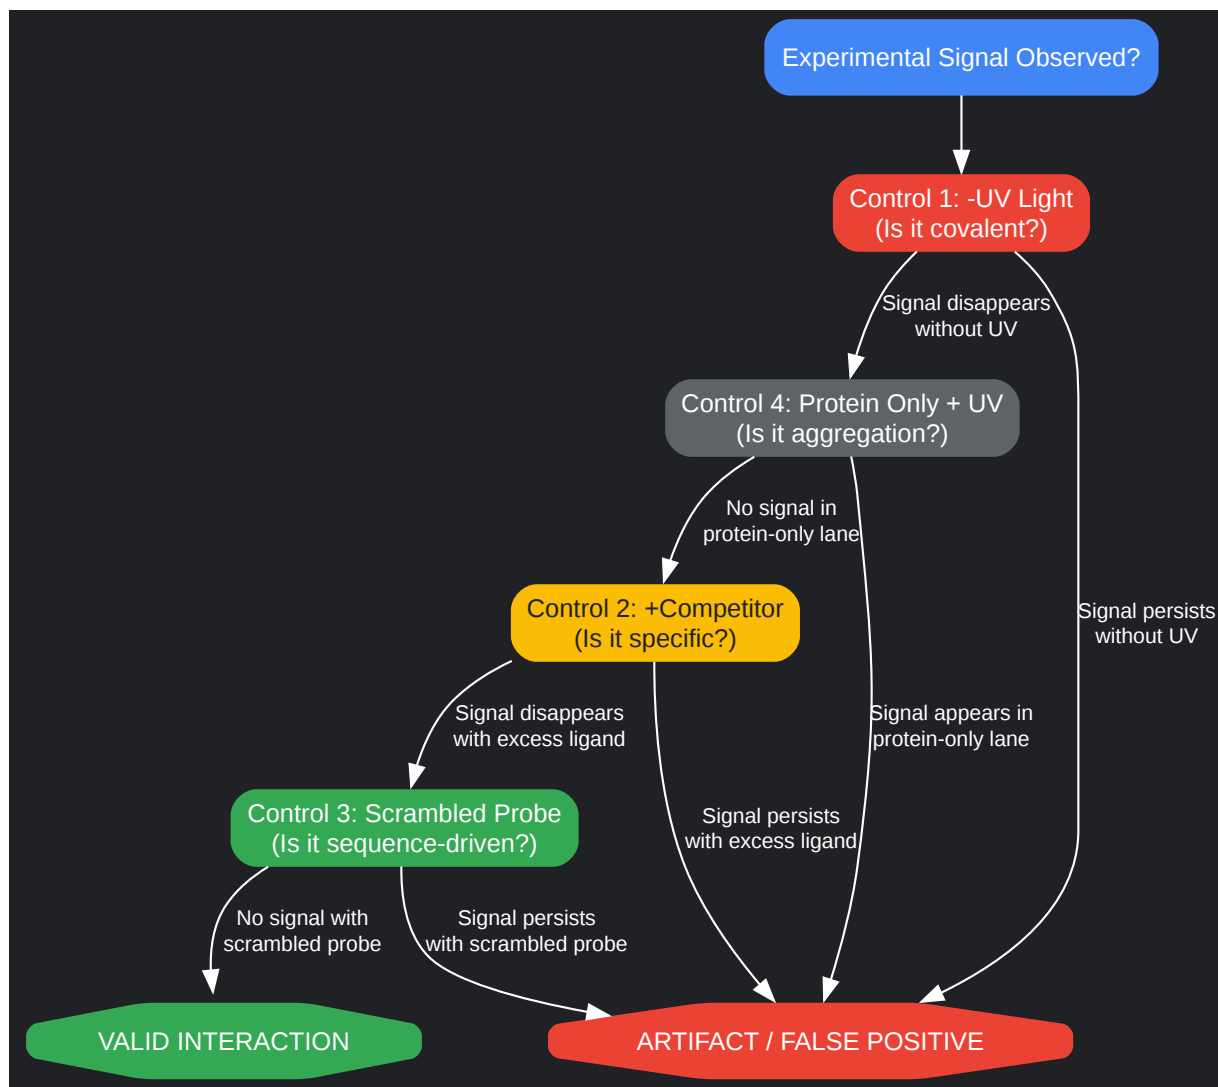 Experimental Signal Observed?
Control 1: -UV Light
(Is it covalent?)
Signal disappears
without UV
Control 4: Protein Only + UV
(Is it aggregation?)
No signal in
protein-only lane
Control 2: +Competitor
(Is it specific?)
Signal persists
without UV
Signal disappears
with excess ligand
Signal appears in
protein-only lane
Control 3: Scrambled Probe
(Is it sequence-driven?)
Signal persists
with excess ligand
No signal with
scrambled probe
Signal persists
with scrambled probe
VALID INTERACTION
ARTIFACT / FALSE POSITIVE